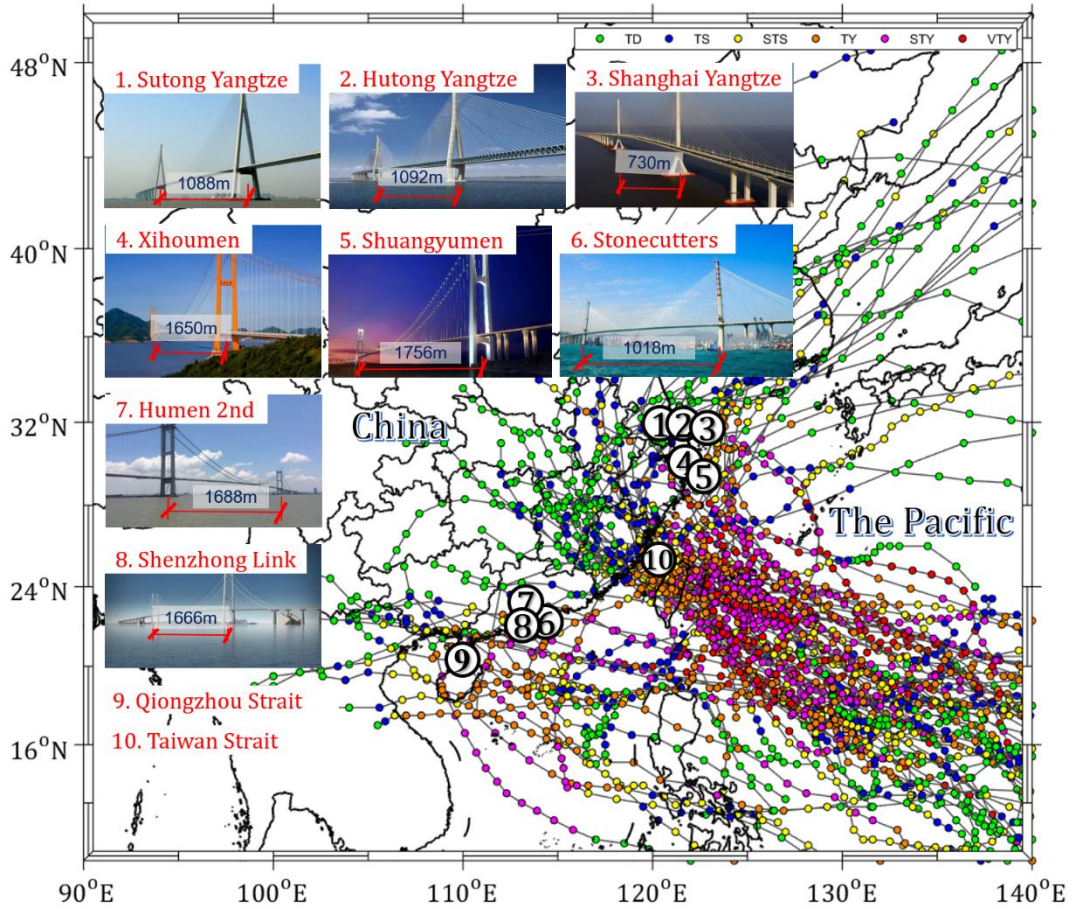 TD TS STS TY STY VTY
48°N
40°N
32°N
24°N
16°N
1. Sutong Yangtze
1088m
2. Hutong Yangtze
1092m
3. Shanghai Yangtze
730m
4. Xihoumen
1650m
5. Shuangyumen
1756m
6. Stonecutters
1018m
7. Humen 2nd
1688m
8. Shenzhong Link
1666m
9. Qiongzhou Strait
10. Taiwan Strait
China
The Pacific
1 2 3
4
5
10
7
8 6
9
90°E 100°E 110°E 120°E 130°E 140°E